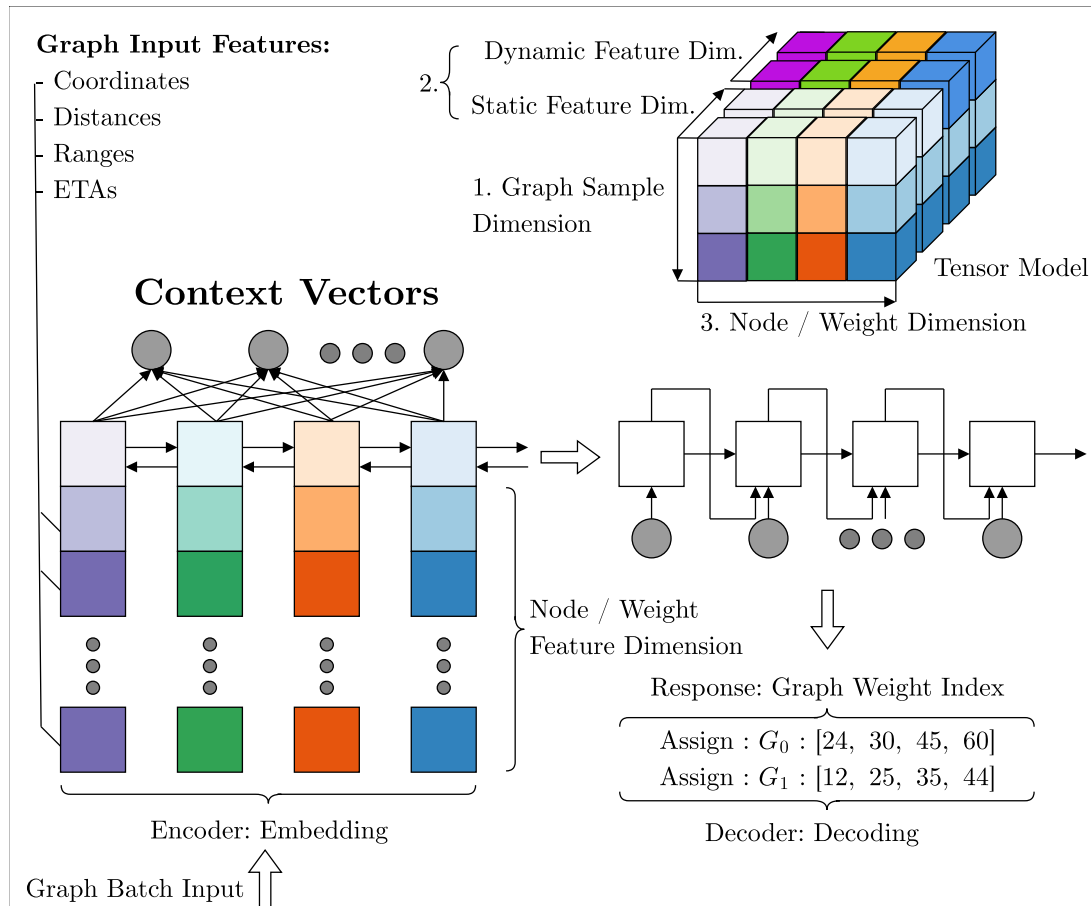 Graph Input Features:
- Coordinates
- Distances
- Ranges
- ETAs
2.
Dynamic Feature Dim.
Static Feature Dim.
1. Graph Sample
Dimension
Tensor Model
3. Node / Weight Dimension
Context Vectors
Node / Weight
Feature Dimension
Response: Graph Weight Index
Assign : G₀ : [24, 30, 45, 60]
Assign : G₁ : [12, 25, 35, 44]
Decoder: Decoding
Encoder: Embedding
Graph Batch Input